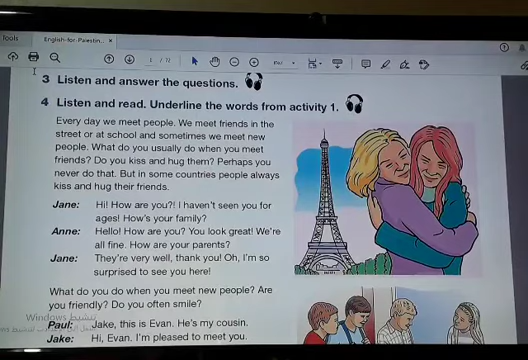 Tools
English-for-Palestin...
3 Listen and answer the questions.
4 Listen and read. Underline the words from activity 1.
Every day we meet people. We meet friends in the
street or at school and sometimes we meet new
people. What do you usually do when you meet
friends? Do you kiss and hug them? Perhaps you
never do that. But in some countries people always
kiss and hug their friends.
Jane: Hi! How are you?! I haven't seen you for
ages! How's your family?
Anne: Hello! How are you? You look great! We're
all fine. How are your parents?
Jane: They're very well, thank you! Oh, I'm so
surprised to see you here!
What do you do when you meet new people? Are
you friendly? Do you often smile?
تنشيط Windows
Paul: Jake, this is Evan. He's my cousin.
Jake: Hi, Evan. I'm pleased to meet you.